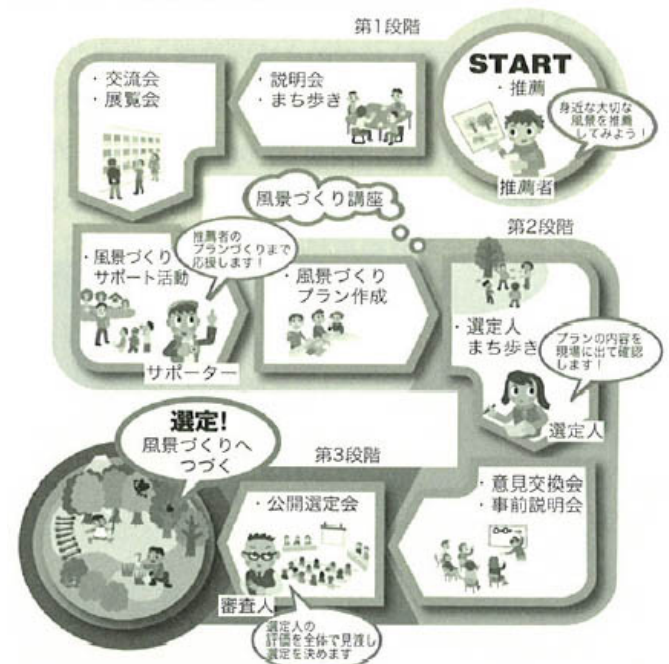 第1段階
START
・推薦
身近な大切な
風景を推薦
してみよう！
推薦者
・説明会
・まち歩き
・交流会
・展覧会
風景づくり講座
・風景づくり
サポート活動
推薦者の
プランづくりまで
応援します！
サポーター
・風景づくり
プラン作成
第2段階
・選定人
まち歩き
プランの内容を
現場に出て確認
します！
選定人
・意見交換会
・事前説明会
第3段階
・公開選定会
審査人
選定人の
評価を全体で見渡し
選定を決めます
選定!
風景づくりへ
つづく